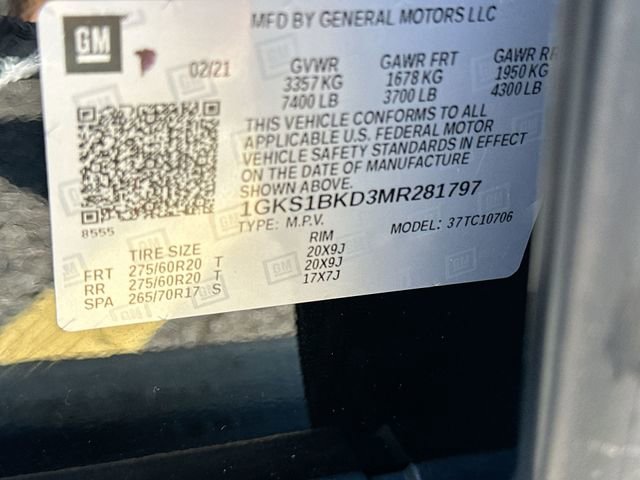 GM
MFD BY GENERAL MOTORS LLC
02/21
GVWR GAWR FRT GAWR RR
3357 KG 1678 KG 1950 KG
7400 LB 3700 LB 4300 LB
THIS VEHICLE CONFORMS TO ALL
APPLICABLE U.S. FEDERAL MOTOR
VEHICLE SAFETY STANDARDS IN EFFECT
ON THE DATE OF MANUFACTURE
SHOWN ABOVE.
1GKS1BKD3MR281797
8555
TYPE: M.P.V. MODEL: 37TC10706
TIRE SIZE RIM
FRT 275/60R20 T 20X9J
RR 275/60R20 T 20X9J
SPA 265/70R17 S 17X7J